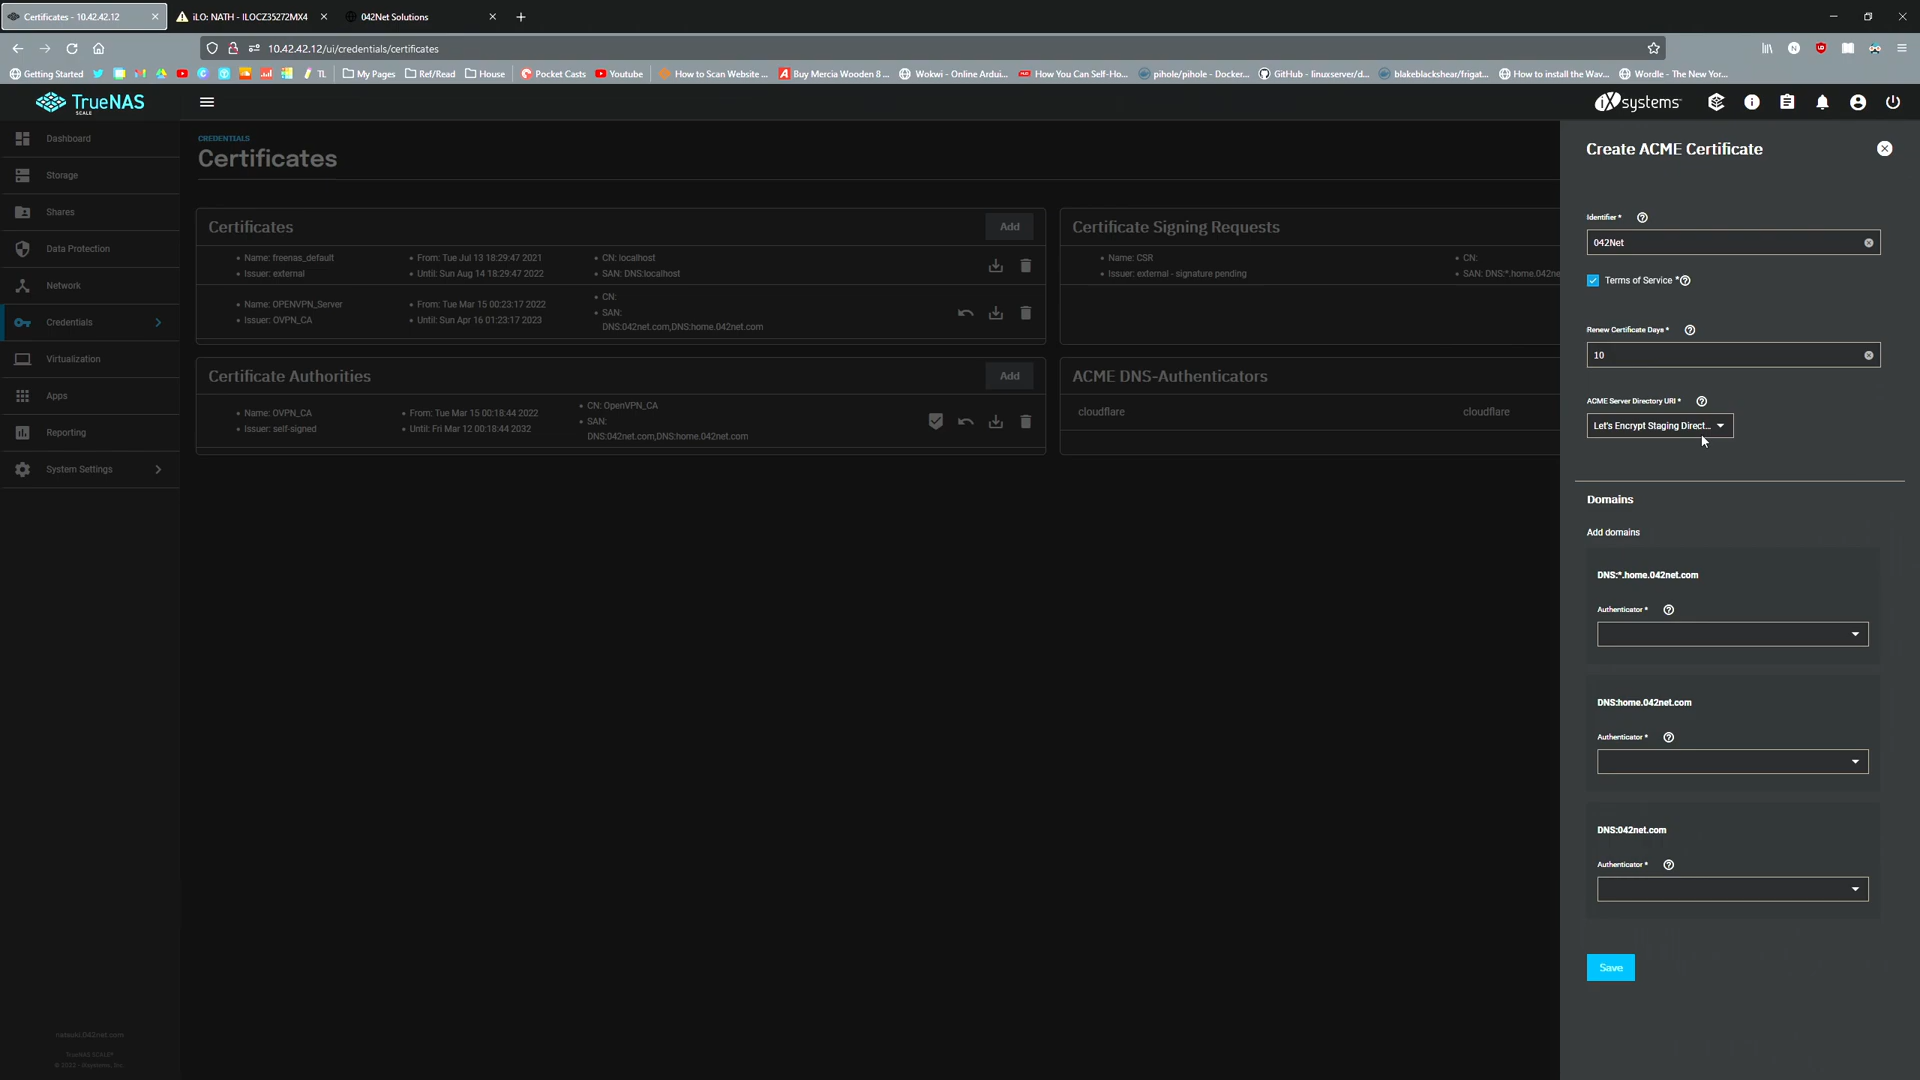 Certificates - 10.42.42.12
iLO: NATH - ILOCZ35272MX4
042Net Solutions
10.42.42.12/ui/credentials/certificates
Getting Started
TL
My Pages
Ref/Read
House
Pocket Casts
Youtube
How to Scan Website ...
Buy Mercia Wooden 8 ...
Wokwi - Online Ardui...
How You Can Self-Ho...
pihole/pihole - Docker...
GitHub - linuxserver/d...
blakeblackshear/frigat...
How to install the Wav...
Wordle - The New Yor...
TrueNAS
SCALE
iXsystems
Dashboard
Storage
Shares
Data Protection
Network
Credentials
Virtualization
Apps
Reporting
System Settings
natsuki.042net.com
TrueNAS SCALE®
© 2022 - iXsystems, Inc.
CREDENTIALS
Certificates
Certificates
Add
Name: freenas_default
Issuer: external
From: Tue Jul 13 18:29:47 2021
Until: Sun Aug 14 18:29:47 2022
CN: localhost
SAN: DNS:localhost
Name: OPENVPN_Server
Issuer: OVPN_CA
From: Tue Mar 15 00:23:17 2022
Until: Sun Apr 16 01:23:17 2023
CN:
SAN:
DNS:042net.com,DNS:home.042net.com
Certificate Signing Requests
Name: CSR
Issuer: external - signature pending
CN:
SAN: DNS:*.home.042ne
Certificate Authorities
Add
Name: OVPN_CA
Issuer: self-signed
From: Tue Mar 15 00:18:44 2022
Until: Fri Mar 12 00:18:44 2032
CN: OpenVPN_CA
SAN:
DNS:042net.com,DNS:home.042net.com
ACME DNS-Authenticators
cloudflare
cloudflare
Create ACME Certificate
Identifier *
042Net
Terms of Service *
Renew Certificate Days *
10
ACME Server Directory URI *
Let's Encrypt Staging Direct...
Domains
Add domains
DNS:*.home.042net.com
Authenticator *
DNS:home.042net.com
Authenticator *
DNS:042net.com
Authenticator *
Save